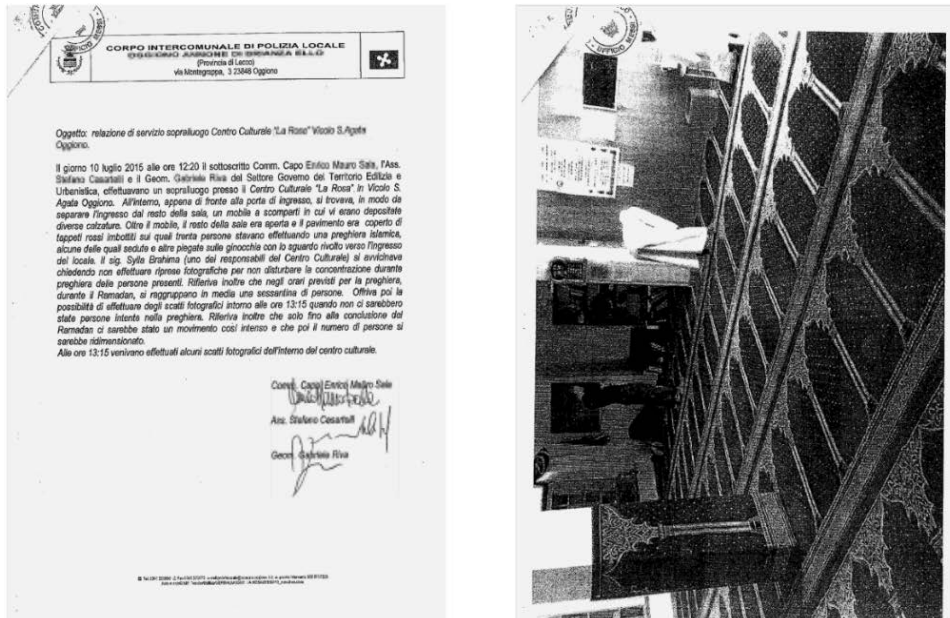 CORPO INTERCOMUNALE DI POLIZIA LOCALE
OGGIONO ANNONE DI BRIANZA ELLO
(Provincia di Lecco)
via Montegrappa, 3 23848 Oggiono
Oggetto: relazione di servizio sopralluogo Centro Culturale "La Rosa" Vicolo S.Agata
Oggiono.
Il giorno 10 luglio 2015 alle ore 12:20 il sottoscritto Comm. Capo Enrico Mauro Sala, l'Ass.
Stefano Casartelli e il Geom. Gabriele Riva del Settore Governo del Territorio Edilizia e
Urbanistica, effettuavano un sopralluogo presso il Centro Culturale "La Rosa" in Vicolo S.
Agata Oggiono. All'interno, appena di fronte alla porta di ingresso, si trovava, in modo da
separare l'ingresso dal resto della sala, un mobile a scomparti in cui vi erano depositate
diverse calzature. Oltre il mobile, il resto della sala era aperta e il pavimento era coperto di
tappeti rossi imbottiti sui quali trenta persone stavano effettuando una preghiera islamica,
alcune delle quali sedute e altre piegate sulle ginocchia con lo sguardo rivolto verso l'ingresso
del locale. Il sig. Sylla Brahima (uno dei responsabili del Centro Culturale) si avvicinava
chiedendo non effettuare riprese fotografiche per non disturbare la concentrazione durante
preghiera delle persone presenti. Riferiva inoltre che negli orari previsti per la preghiera,
durante il Ramadan, si raggruppano in media una sessantina di persone. Offriva poi la
possibilità di effettuare degli scatti fotografici intorno alle ore 13:15 quando non ci sarebbero
state persone intente nella preghiera. Riferiva inoltre che solo fino alla conclusione del
Ramadan ci sarebbe stato un movimento così intenso e che poi il numero di persone si
sarebbe ridimensionato.
Alle ore 13:15 venivano effettuati alcuni scatti fotografici dell'interno del centro culturale.
Comm. Capo Enrico Mauro Sala
Ass. Stefano Casartelli
Geom. Gabriele Riva
UFFICIO